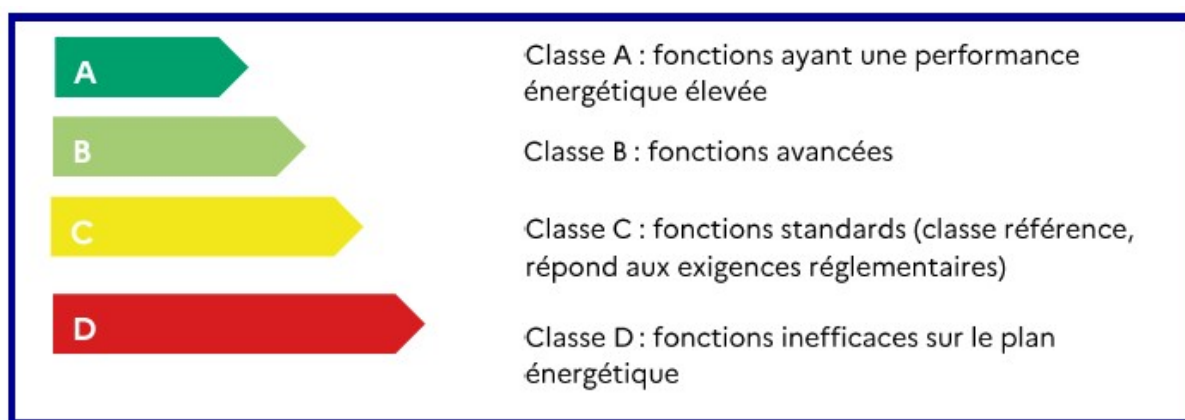 A
Classe A : fonctions ayant une performance
énergétique élevée
B
Classe B : fonctions avancées
C
Classe C : fonctions standards (classe référence,
répond aux exigences réglementaires)
D
Classe D : fonctions inefficaces sur le plan
énergétique